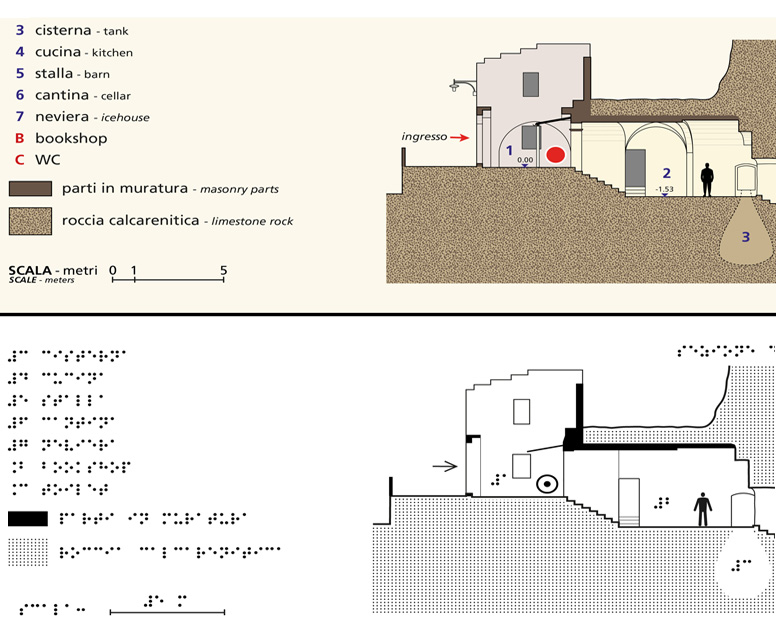 3 cisterna - tank
4 cucina - kitchen
5 stalla - barn
6 cantina - cellar
7 neviera - icehouse
B bookshop
C WC
parti in muratura - masonry parts
roccia calcarenitica - limestone rock
SCALA - metri 0 1 5
SCALE - meters
ingresso
1
0.00
2
-1.53
3
⠎⠑⠵⠊⠕⠝⠑
⠼⠉ ⠉⠊⠎⠞⠑⠗⠝⠁
⠼⠙ ⠉⠥⠉⠊⠝⠁
⠼⠑ ⠎⠞⠁⠇⠇⠁
⠼⠋ ⠉⠁⠝⠞⠊⠝⠁
⠼⠛ ⠝⠑⠧⠊⠑⠗⠁
⠨⠃ ⠃⠕⠕⠅⠎⠓⠕⠏
⠨⠉ ⠞⠕⠊⠇⠑⠞
⠏⠁⠗⠞⠊ ⠊⠝ ⠍⠥⠗⠁⠞⠥⠗⠁
⠗⠕⠉⠉⠊⠁ ⠉⠁⠇⠉⠁⠗⠑⠝⠊⠞⠊⠉⠁
⠎⠉⠁⠇⠁⠤
⠼⠑ ⠍
⠼⠁
⠼⠃
⠼⠉